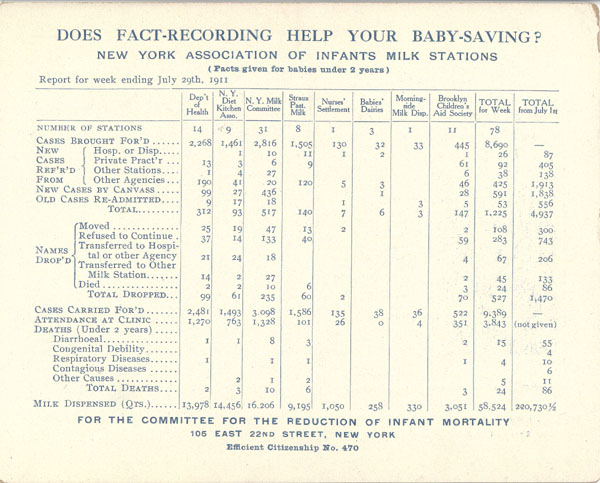 DOES FACT-RECORDING HELP YOUR BABY-SAVING?
NEW YORK ASSOCIATION OF INFANTS MILK STATIONS
(Facts given for babies under 2 years)
Report for week ending July 29th, 1911
Dep't of Health | N. Y. Diet Kitchen Asso. | N. Y. Milk Committee | Straus Past. Milk | Nurses' Settlement | Babies' Dairies | Morning-side Milk Disp. | Brooklyn Children's Aid Society | TOTAL for Week | TOTAL from July 1st
NUMBER OF STATIONS 14 9 31 8 1 3 1 11 78
CASES BROUGHT FOR'D ...... 2,268 1,461 2,816 1,505 130 32 33 445 8,690 —
NEW Hosp. or Disp..... 1 10 11 1 2 1 26 87
CASES Private Pract'r ... 13 3 6 9 61 92 405
REF'R'D Other Stations.... 1 4 27 6 38 138
FROM Other Agencies... 190 41 20 120 5 3 46 425 1,913
NEW CASES BY CANVASS...... 99 27 436 1 28 591 1,838
OLD CASES RE-ADMITTED.... 9 17 18 1 3 5 53 556
TOTAL......... 312 93 517 140 7 6 3 147 1,225 4,937
NAMES DROP'D
Moved ............... 25 19 47 13 2 2 108 300
Refused to Continue . 37 14 133 40 59 283 743
Transferred to Hospi-
tal or other Agency 21 24 18 4 67 206
Transferred to Other
Milk Station....... 14 2 27 2 45 133
Died ................ 2 2 10 6 3 24 86
TOTAL DROPPED... 99 61 235 60 2 70 527 1,470
CASES CARRIED FOR'D....... 2,481 1,493 3.098 1,586 135 38 36 522 9.389 —
ATTENDANCE AT CLINIC ..... 1,270 763 1,328 101 26 0 4 351 3.843 (not given)
DEATHS (Under 2 years) .....
Diarrhoeal............... 1 1 8 3 2 15 55
Congenital Debility....... 4
Respiratory Diseases..... 1 1 1 1 4 10
Contagious Diseases ..... 6
Other Causes ............ 2 1 2 5 11
TOTAL DEATHS.... 2 3 10 6 3 24 86
MILK DISPENSED (QTS.)...... 13,978 14,456 16.206 9,195 1,050 258 330 3,051 58,524 220,730½
FOR THE COMMITTEE FOR THE REDUCTION OF INFANT MORTALITY
105 EAST 22ND STREET, NEW YORK
Efficient Citizenship No. 470